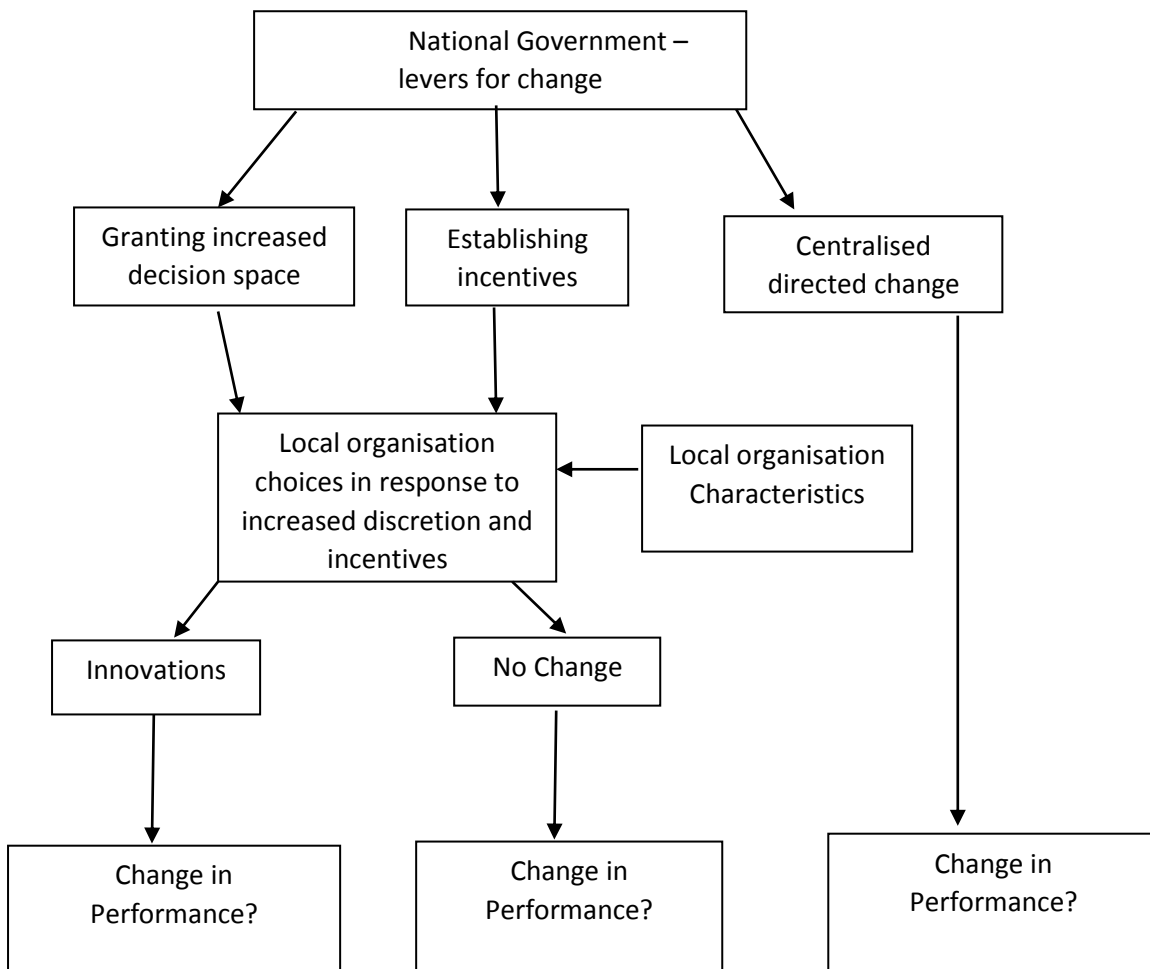 National Government –
levers for change
Granting increased
decision space
Establishing
incentives
Centralised
directed change
Local organisation
choices in response to
increased discretion and
incentives
Local organisation
Characteristics
Innovations
No Change
Change in
Performance?
Change in
Performance?
Change in
Performance?